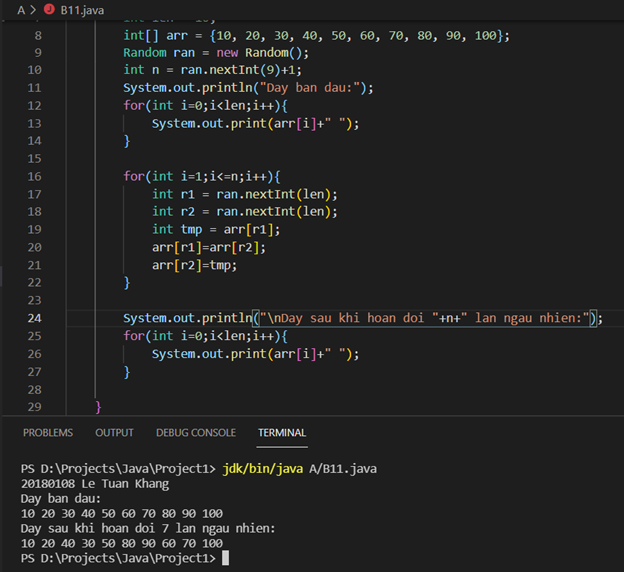 A > B11.java
8 int[] arr = {10, 20, 30, 40, 50, 60, 70, 80, 90, 100};
9 Random ran = new Random();
10 int n = ran.nextInt(9)+1;
11 System.out.println("Day ban dau:");
12 for(int i=0;i<len;i++){
13 System.out.print(arr[i]+" ");
14 }
15
16 for(int i=1;i<=n;i++){
17 int r1 = ran.nextInt(len);
18 int r2 = ran.nextInt(len);
19 int tmp = arr[r1];
20 arr[r1]=arr[r2];
21 arr[r2]=tmp;
22 }
23
24 System.out.println("\nDay sau khi hoan doi "+n+" lan ngau nhien:");
25 for(int i=0;i<len;i++){
26 System.out.print(arr[i]+" ");
27 }
28
29 }
PROBLEMS OUTPUT DEBUG CONSOLE TERMINAL
PS D:\Projects\Java\Project1> jdk/bin/java A/B11.java
20180108 Le Tuan Khang
Day ban dau:
10 20 30 40 50 60 70 80 90 100
Day sau khi hoan doi 7 lan ngau nhien:
10 20 40 30 50 80 90 60 70 100
PS D:\Projects\Java\Project1>